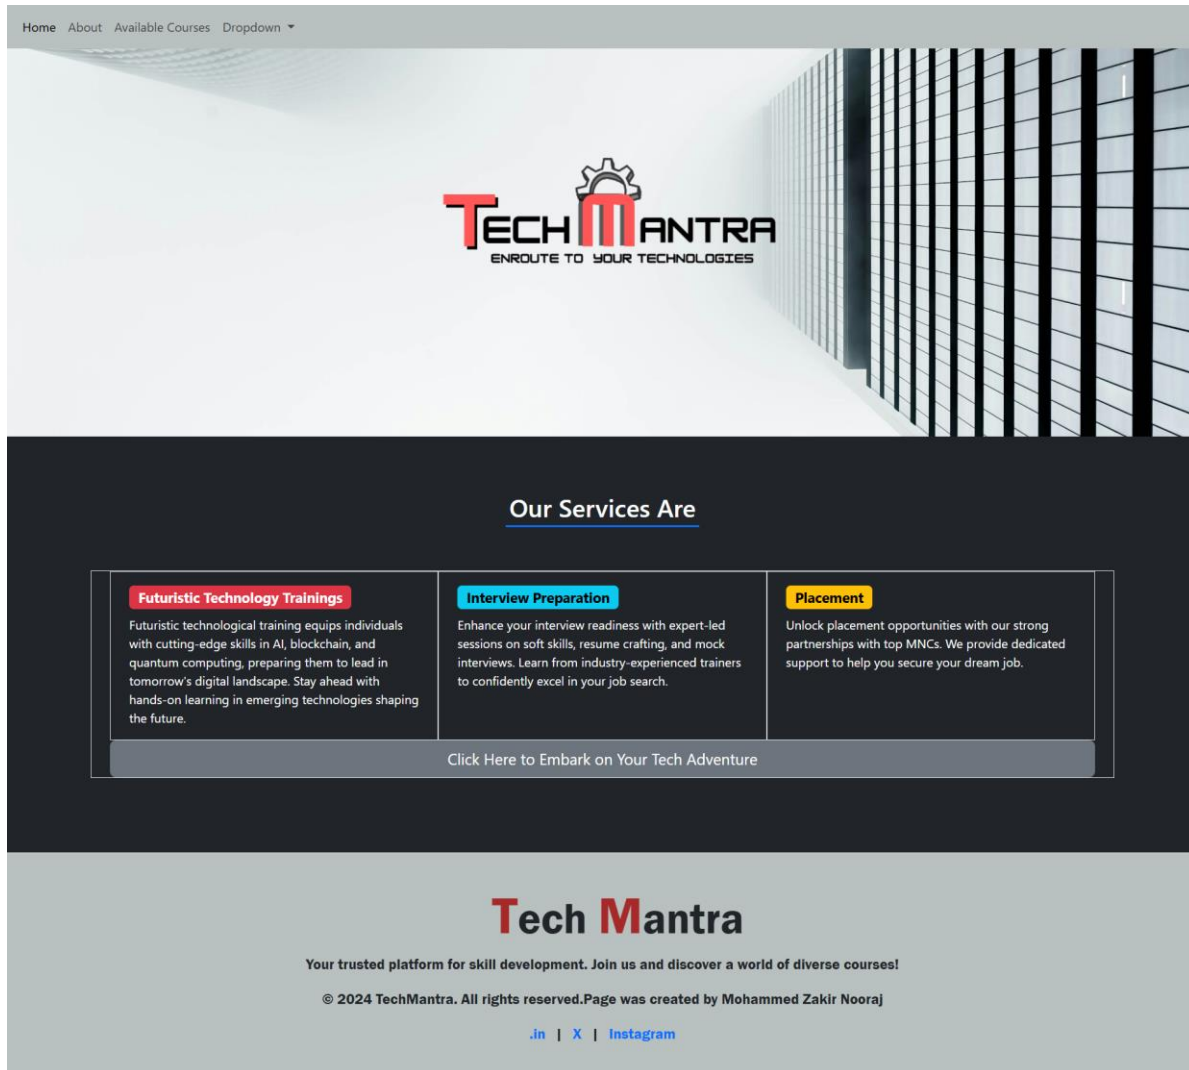 Home About Available Courses Dropdown
TECH MANTRA
ENROUTE TO YOUR TECHNOLOGIES
Our Services Are
Futuristic Technology Trainings
Futuristic technological training equips individuals
with cutting-edge skills in AI, blockchain, and
quantum computing, preparing them to lead in
tomorrow's digital landscape. Stay ahead with
hands-on learning in emerging technologies shaping
the future.
Interview Preparation
Enhance your interview readiness with expert-led
sessions on soft skills, resume crafting, and mock
interviews. Learn from industry-experienced trainers
to confidently excel in your job search.
Placement
Unlock placement opportunities with our strong
partnerships with top MNCs. We provide dedicated
support to help you secure your dream job.
Click Here to Embark on Your Tech Adventure
Tech Mantra
Your trusted platform for skill development. Join us and discover a world of diverse courses!
© 2024 TechMantra. All rights reserved.Page was created by Mohammed Zakir Nooraj
.in | X | Instagram